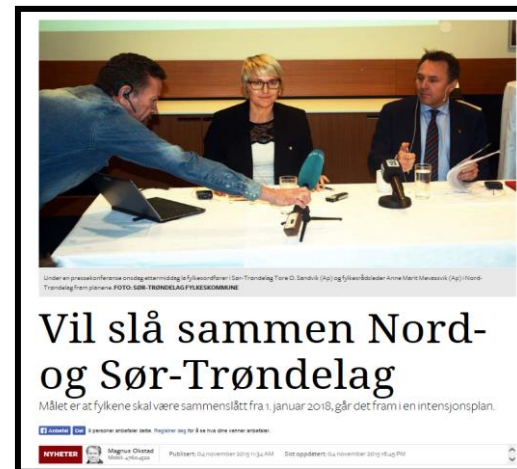 Under en pressekonferanse onsdag ettermiddag la fylkesordfører i Sør-Trøndelag Tore O. Sandvik (Ap) og fylkesrådsleder Anne Marit Mevassvik (Ap) i Nord-
Trøndelag frem planene. FOTO: SØR-TRØNDELAG FYLKESKOMMUNE
Vil slå sammen Nord-
og Sør-Trøndelag
Målet er at fylkene skal være sammenslått fra 1. januar 2018, går det fram i en intensjonsplan.
Anbefal Del personer anbefaler dette. Registrer deg for å se hva dine venner anbefaler.
NYHETER Magnus Okstad Publisert: 04 november 2015 11:34 AM Sist oppdatert: 04 november 2015 16:45 PM